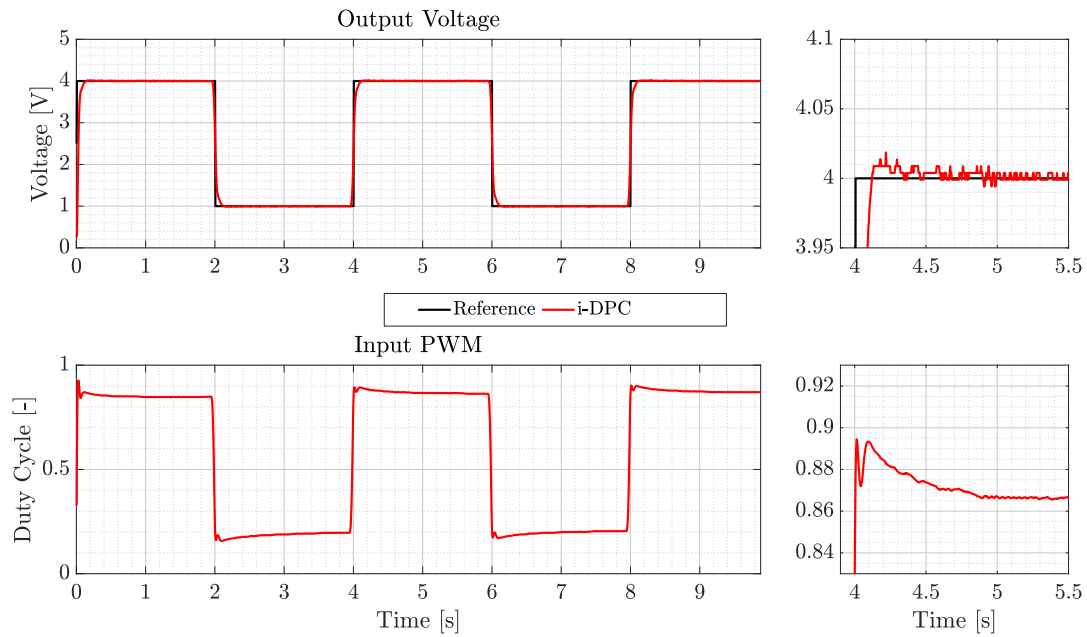 Output Voltage
Voltage [V]
5
4
3
2
1
0
0 1 2 3 4 5 6 7 8 9
4.1
4.05
4
3.95
4 4.5 5 5.5
Reference i-DPC
Input PWM
Duty Cycle [-]
1
0.5
0
0 1 2 3 4 5 6 7 8 9
Time [s]
0.92
0.9
0.88
0.86
0.84
4 4.5 5 5.5
Time [s]